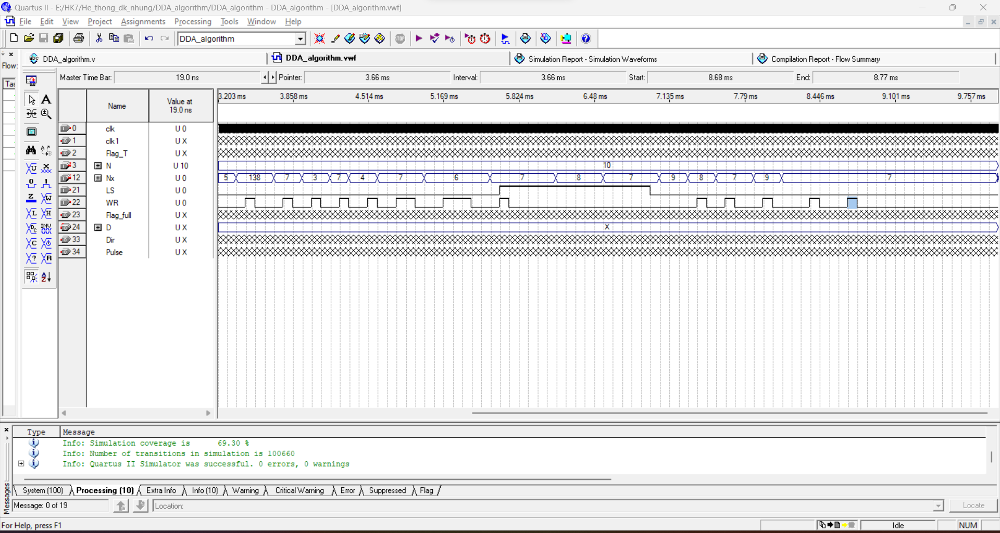 Quartus II - E:/HK7/He_thong_dk_nhung/DDA_algorithm/DDA_algorithm - DDA_algorithm - [DDA_algorithm.vwf]
File Edit View Project Assignments Processing Tools Window Help
DDA_algorithm
STOP
DDA_algorithm.v DDA_algorithm.vwf Simulation Report - Simulation Waveforms Compilation Report - Flow Summary
Flow:
Master Time Bar: 19.0 ns Pointer: 3.66 ms Interval: 3.66 ms Start: 8.68 ms End: 8.77 ms
Tas
Name Value at 19.0 ns
3.203 ms 3.858 ms 4.514 ms 5.169 ms 5.824 ms 6.48 ms 7.135 ms 7.79 ms 8.446 ms 9.101 ms 9.757 ms
0 clk U 0
1 clk1 U X
2 Flag_T U X
3 N U 10 10
12 Nx U 0 5 138 7 3 7 4 7 6 7 8 7 9 8 7 9 7
21 LS U 0
22 WR U 0
23 Flag_full U X
24 D U X X
33 Dir U X
34 Pulse U X
Type Message
Info: Simulation coverage is 69.30 %
Info: Number of transitions in simulation is 100660
Info: Quartus II Simulator was successful. 0 errors, 0 warnings
System (100) Processing (10) Extra Info Info (10) Warning Critical Warning Error Suppressed Flag
Messages
Message: 0 of 19 Location: Locate
For Help, press F1 Idle NUM